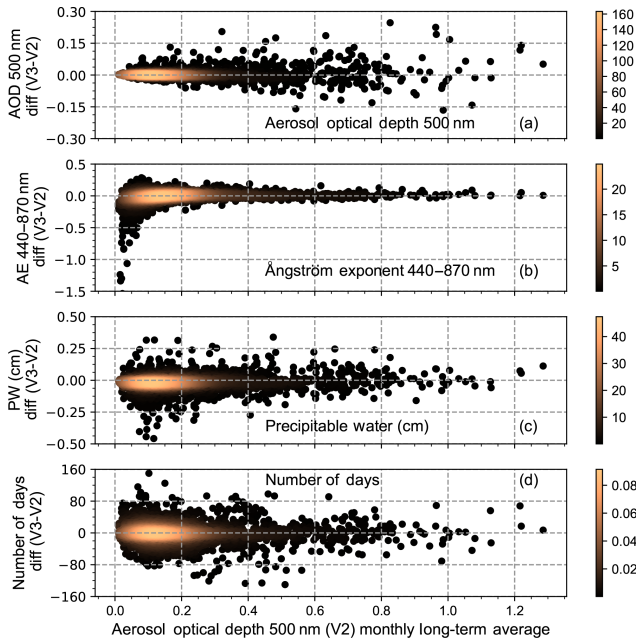 AOD 500 nm
diff (V3-V2)
0.30
0.15
0.00
−0.15
−0.30
Aerosol optical depth 500 nm (a)
160
140
120
100
80
60
40
20
AE 440–870 nm
diff (V3-V2)
0.5
0.0
−0.5
−1.0
−1.5
Ångström exponent 440–870 nm (b)
20
15
10
5
PW (cm)
diff (V3-V2)
0.50
0.25
0.00
−0.25
−0.50
Precipitable water (cm) (c)
40
30
20
10
Number of days
diff (V3-V2)
160
80
0
−80
−160
Number of days (d)
0.08
0.06
0.04
0.02
0.0 0.2 0.4 0.6 0.8 1.0 1.2
Aerosol optical depth 500 nm (V2) monthly long-term average